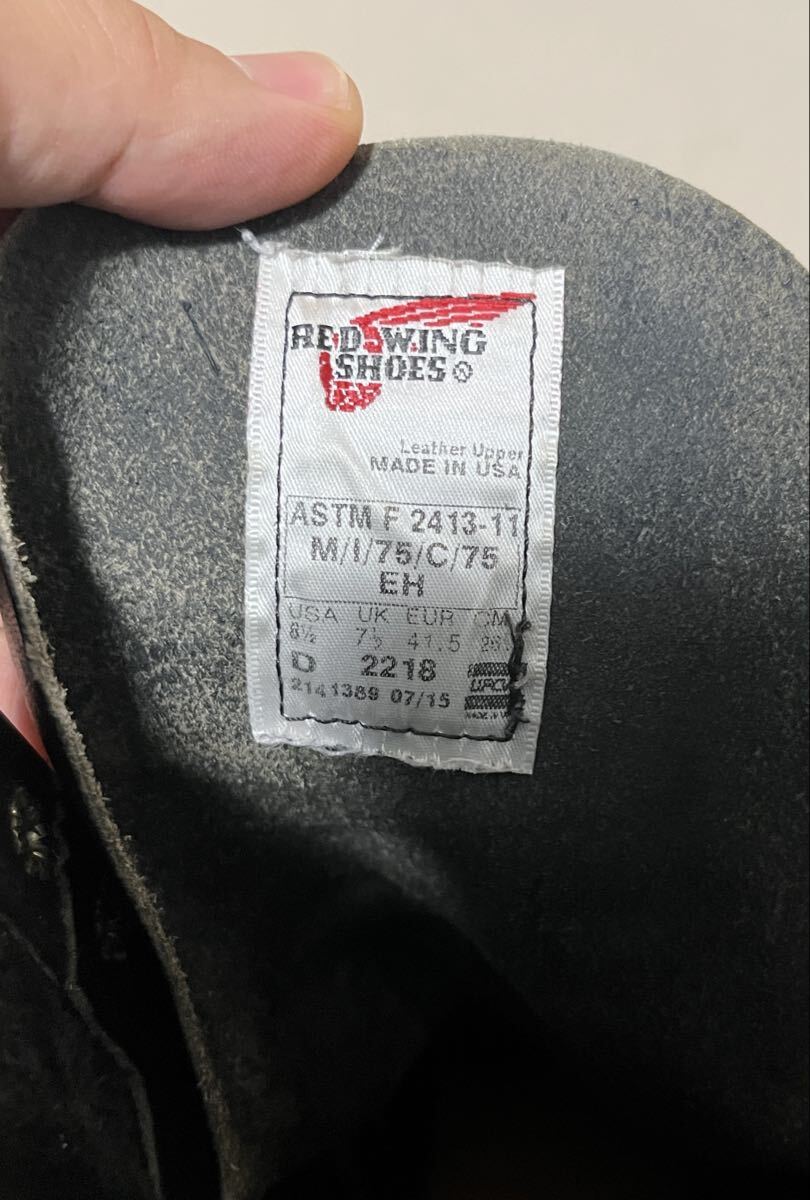 RED WING
SHOES®
Leather Upper
MADE IN USA
ASTM F 2413-11
M/I/75/C/75
EH
USA UK EUR CM
8½ 7½ 41.5
D 2218
2141389 07/15